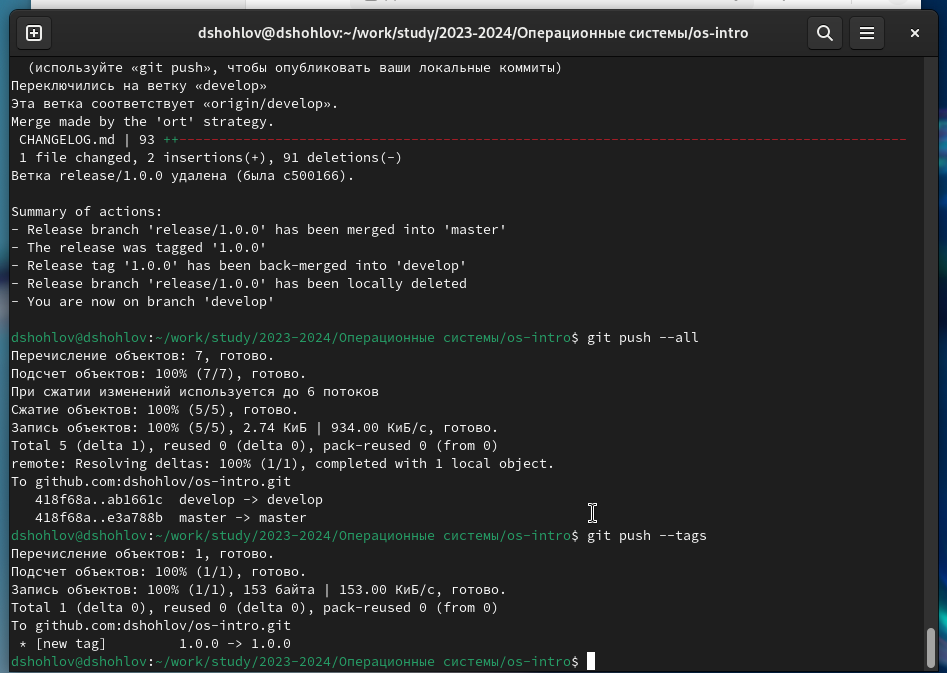 dshohlov@dshohlov:~/work/study/2023-2024/Операционные системы/os-intro
(используйте «git push», чтобы опубликовать ваши локальные коммиты)
Переключились на ветку «develop»
Эта ветка соответствует «origin/develop».
Merge made by the 'ort' strategy.
 CHANGELOG.md | 93 ++-------------------------------------------------------------------------------------------
 1 file changed, 2 insertions(+), 91 deletions(-)
Ветка release/1.0.0 удалена (была c500166).
Summary of actions:
- Release branch 'release/1.0.0' has been merged into 'master'
- The release was tagged '1.0.0'
- Release tag '1.0.0' has been back-merged into 'develop'
- Release branch 'release/1.0.0' has been locally deleted
- You are now on branch 'develop'
dshohlov@dshohlov:~/work/study/2023-2024/Операционные системы/os-intro$ git push --all
Перечисление объектов: 7, готово.
Подсчет объектов: 100% (7/7), готово.
При сжатии изменений используется до 6 потоков
Сжатие объектов: 100% (5/5), готово.
Запись объектов: 100% (5/5), 2.74 КиБ | 934.00 КиБ/с, готово.
Total 5 (delta 1), reused 0 (delta 0), pack-reused 0 (from 0)
remote: Resolving deltas: 100% (1/1), completed with 1 local object.
To github.com:dshohlov/os-intro.git
   418f68a..ab1661c  develop -> develop
   418f68a..e3a788b  master -> master
dshohlov@dshohlov:~/work/study/2023-2024/Операционные системы/os-intro$ git push --tags
Перечисление объектов: 1, готово.
Подсчет объектов: 100% (1/1), готово.
Запись объектов: 100% (1/1), 153 байта | 153.00 КиБ/с, готово.
Total 1 (delta 0), reused 0 (delta 0), pack-reused 0 (from 0)
To github.com:dshohlov/os-intro.git
 * [new tag]         1.0.0 -> 1.0.0
dshohlov@dshohlov:~/work/study/2023-2024/Операционные системы/os-intro$